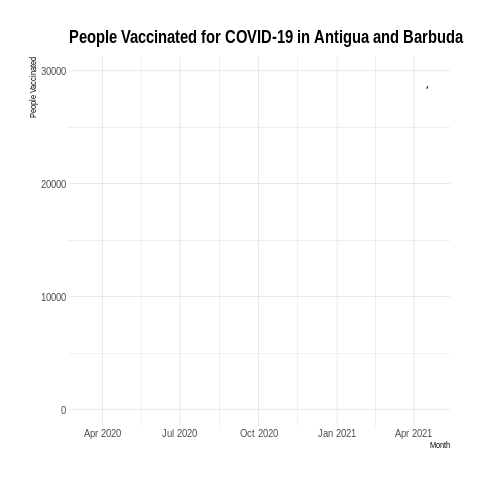 People Vaccinated for COVID-19 in Antigua and Barbuda
People Vaccinated
30000
20000
10000
0
Apr 2020 Jul 2020 Oct 2020 Jan 2021 Apr 2021
Month